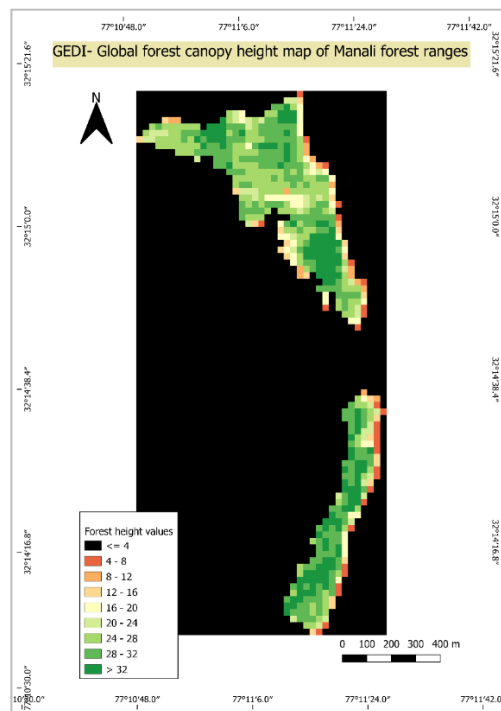 77°10'48.0" 77°11'6.0" 77°11'24.0" 77°11'42.0"
GEDI- Global forest canopy height map of Manali forest ranges
32°15'21.6" 32°15'21.6"
N
32°15'0.0" 32°15'0.0"
32°14'38.4" 32°14'38.4"
32°14'16.8" 32°14'16.8"
Forest height values
<= 4
4 - 8
8 - 12
12 - 16
16 - 20
20 - 24
24 - 28
28 - 32
> 32
0 100 200 300 400 m
77°10'48.0" 77°11'6.0" 77°11'24.0" 77°11'42.0"